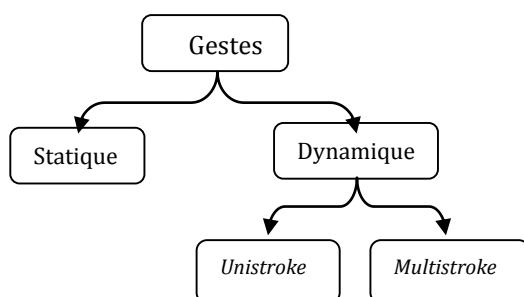 Gestes
Statique
Dynamique
Unistroke
Multistroke